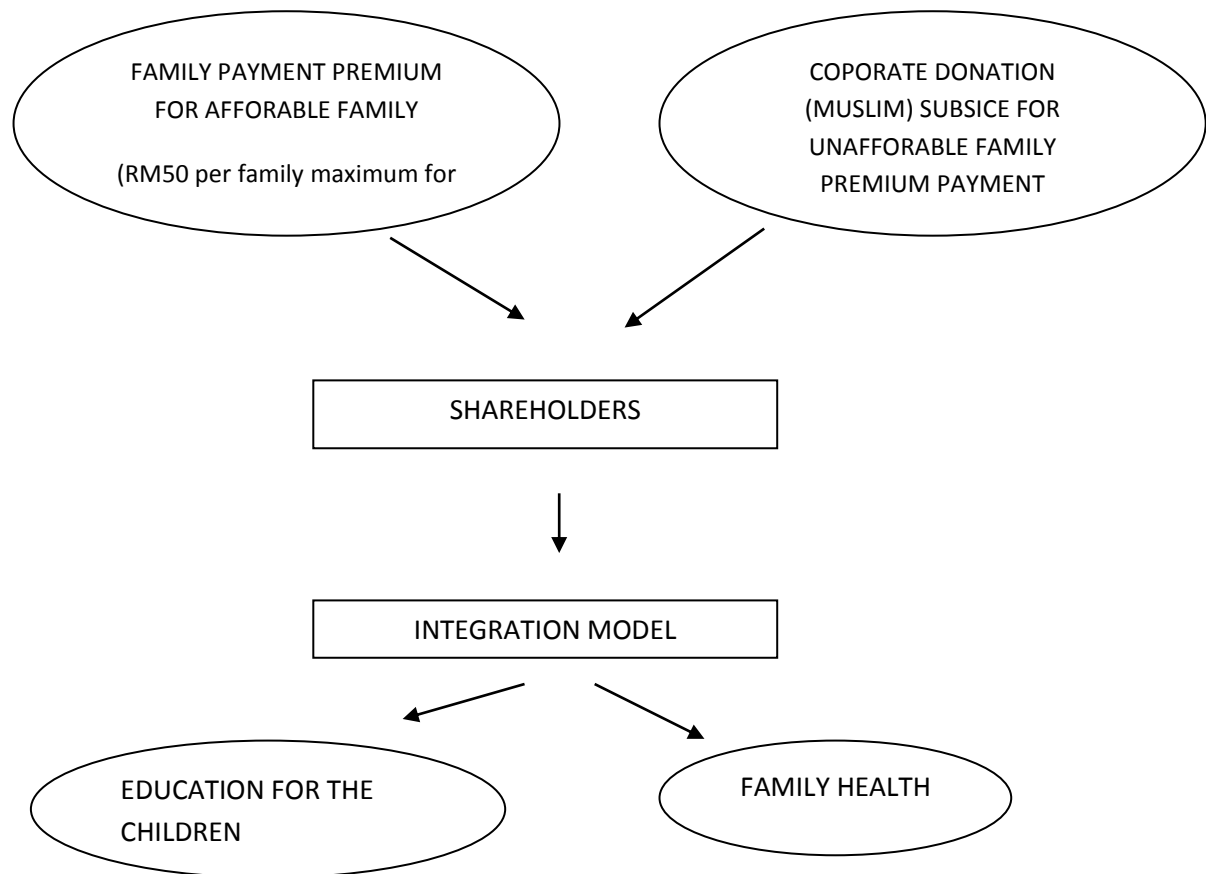 FAMILY PAYMENT PREMIUM
FOR AFFORABLE FAMILY
(RM50 per family maximum for
COPORATE DONATION
(MUSLIM) SUBSICE FOR
UNAFFORABLE FAMILY
PREMIUM PAYMENT
SHAREHOLDERS
INTEGRATION MODEL
EDUCATION FOR THE
CHILDREN
FAMILY HEALTH